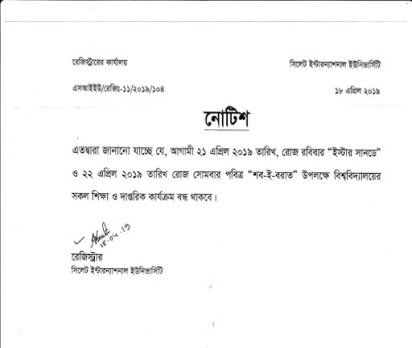 রেজিস্ট্রারের কার্যালয়
সিলেট ইন্টারন্যাশনাল ইউনিভার্সিটি
এসআইইউ/রেজিঃ-১১/২০১৯/১০৪
১৮ এপ্রিল ২০১৯
নোটিশ
এতদ্বারা জানানো যাচ্ছে যে, আগামী ২১ এপ্রিল ২০১৯ তারিখ, রোজ রবিবার “ইস্টার সানডে”
ও ২২ এপ্রিল ২০১৯ তারিখ রোজ সোমবার পবিত্র “শব-ই-বরাত” উপলক্ষে বিশ্ববিদ্যালয়ের
সকল শিক্ষা ও দাপ্তরিক কার্যক্রম বন্ধ থাকবে।
18.04.19
রেজিস্ট্রার
সিলেট ইন্টারন্যাশনাল ইউনিভার্সিটি